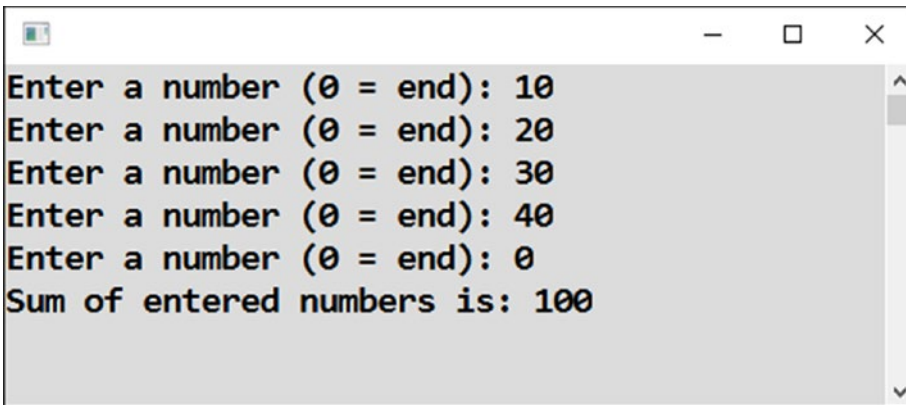 Enter a number (0 = end): 10
Enter a number (0 = end): 20
Enter a number (0 = end): 30
Enter a number (0 = end): 40
Enter a number (0 = end): 0
Sum of entered numbers is: 100